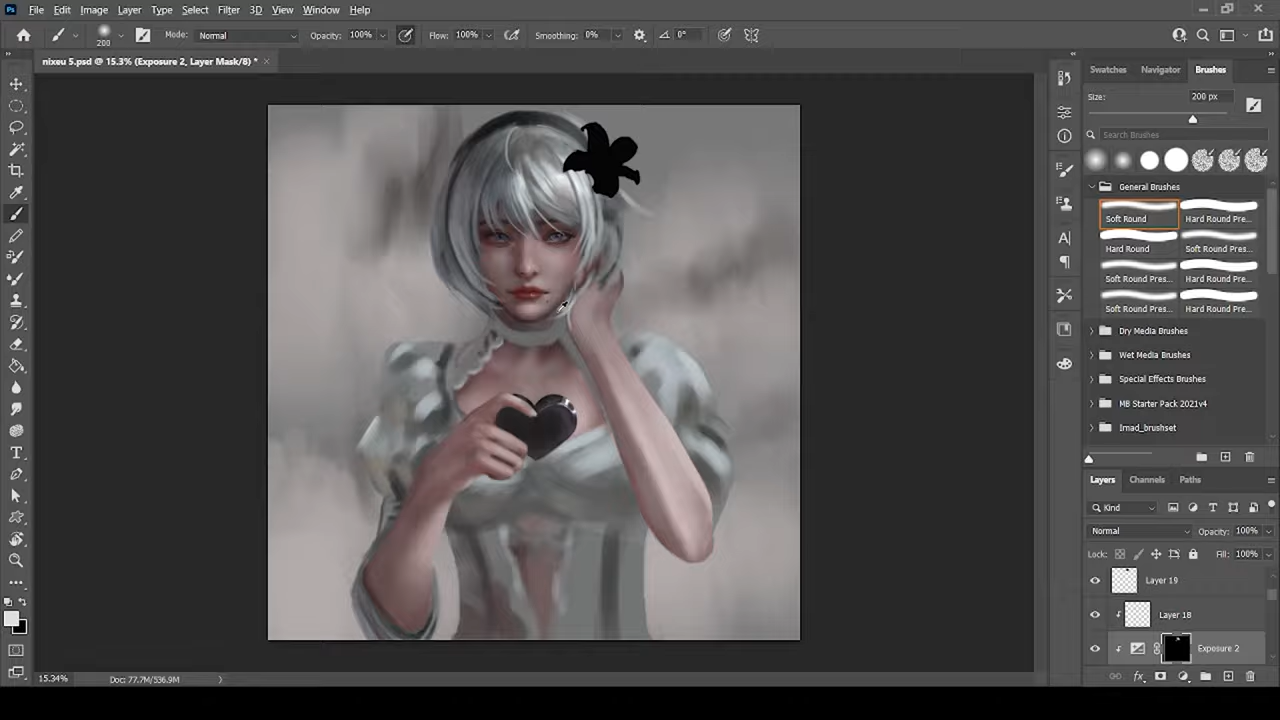 Ps File Edit Image Layer Type Select Filter 3D View Window Help
200 Mode: Normal Opacity: 100% Flow: 100% Smoothing: 0% 0°
nixeu 5.psd @ 15.3% (Exposure 2, Layer Mask/8) *
Swatches Navigator Brushes
Size: 200 px
Search Brushes
General Brushes
Soft Round Hard Round Pre...
Hard Round Soft Round Pres...
Soft Round Pres... Hard Round Pre...
Soft Round Pres... Hard Round Pre...
Dry Media Brushes
Wet Media Brushes
Special Effects Brushes
MB Starter Pack 2021v4
Imad_brushset
Layers Channels Paths
Kind
Normal Opacity: 100%
Lock: Fill: 100%
Layer 19
Layer 18
Exposure 2
15.34% Doc: 77.7M/536.9M